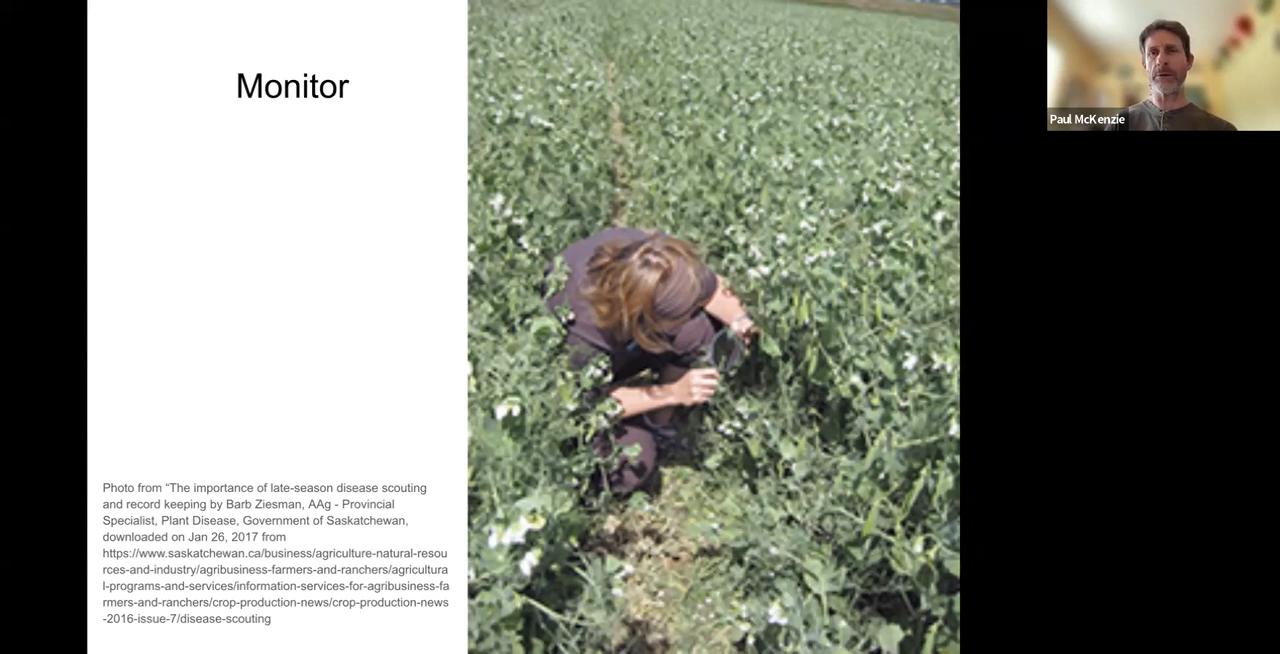 Monitor
Paul McKenzie
Photo from “The importance of late-season disease scouting
and record keeping by Barb Ziesman, AAg - Provincial
Specialist, Plant Disease, Government of Saskatchewan,
downloaded on Jan 26, 2017 from
https://www.saskatchewan.ca/business/agriculture-natural-resou
rces-and-industry/agribusiness-farmers-and-ranchers/agricultura
l-programs-and-services/information-services-for-agribusiness-fa
rmers-and-ranchers/crop-production-news/crop-production-news
-2016-issue-7/disease-scouting